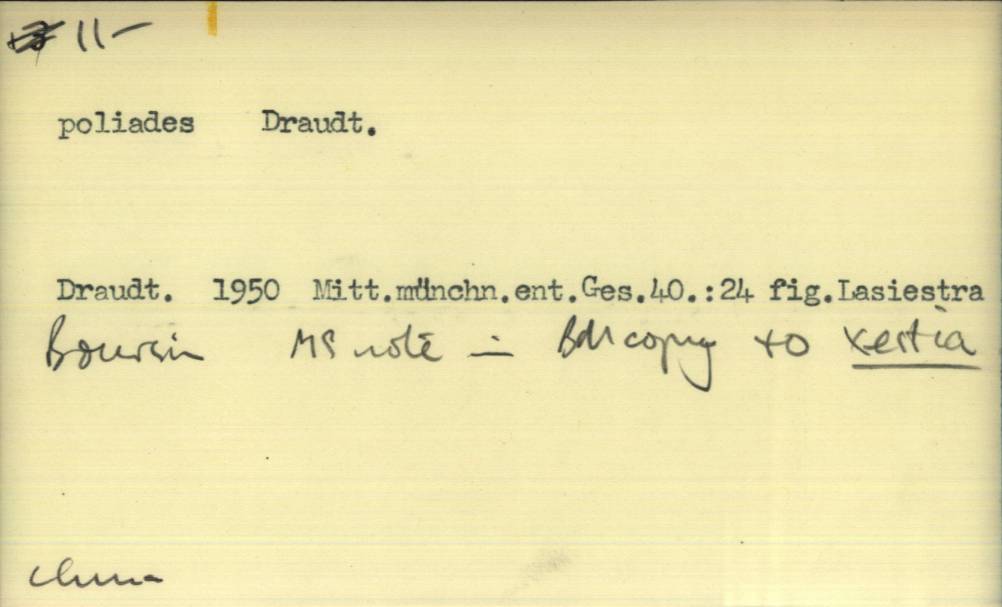 11-
poliades Draudt.
Draudt. 1950 Mitt.münchn.ent.Ges.40.:24 fig.Lasiestra
Boursin MS note in BM copy to Xestia
China